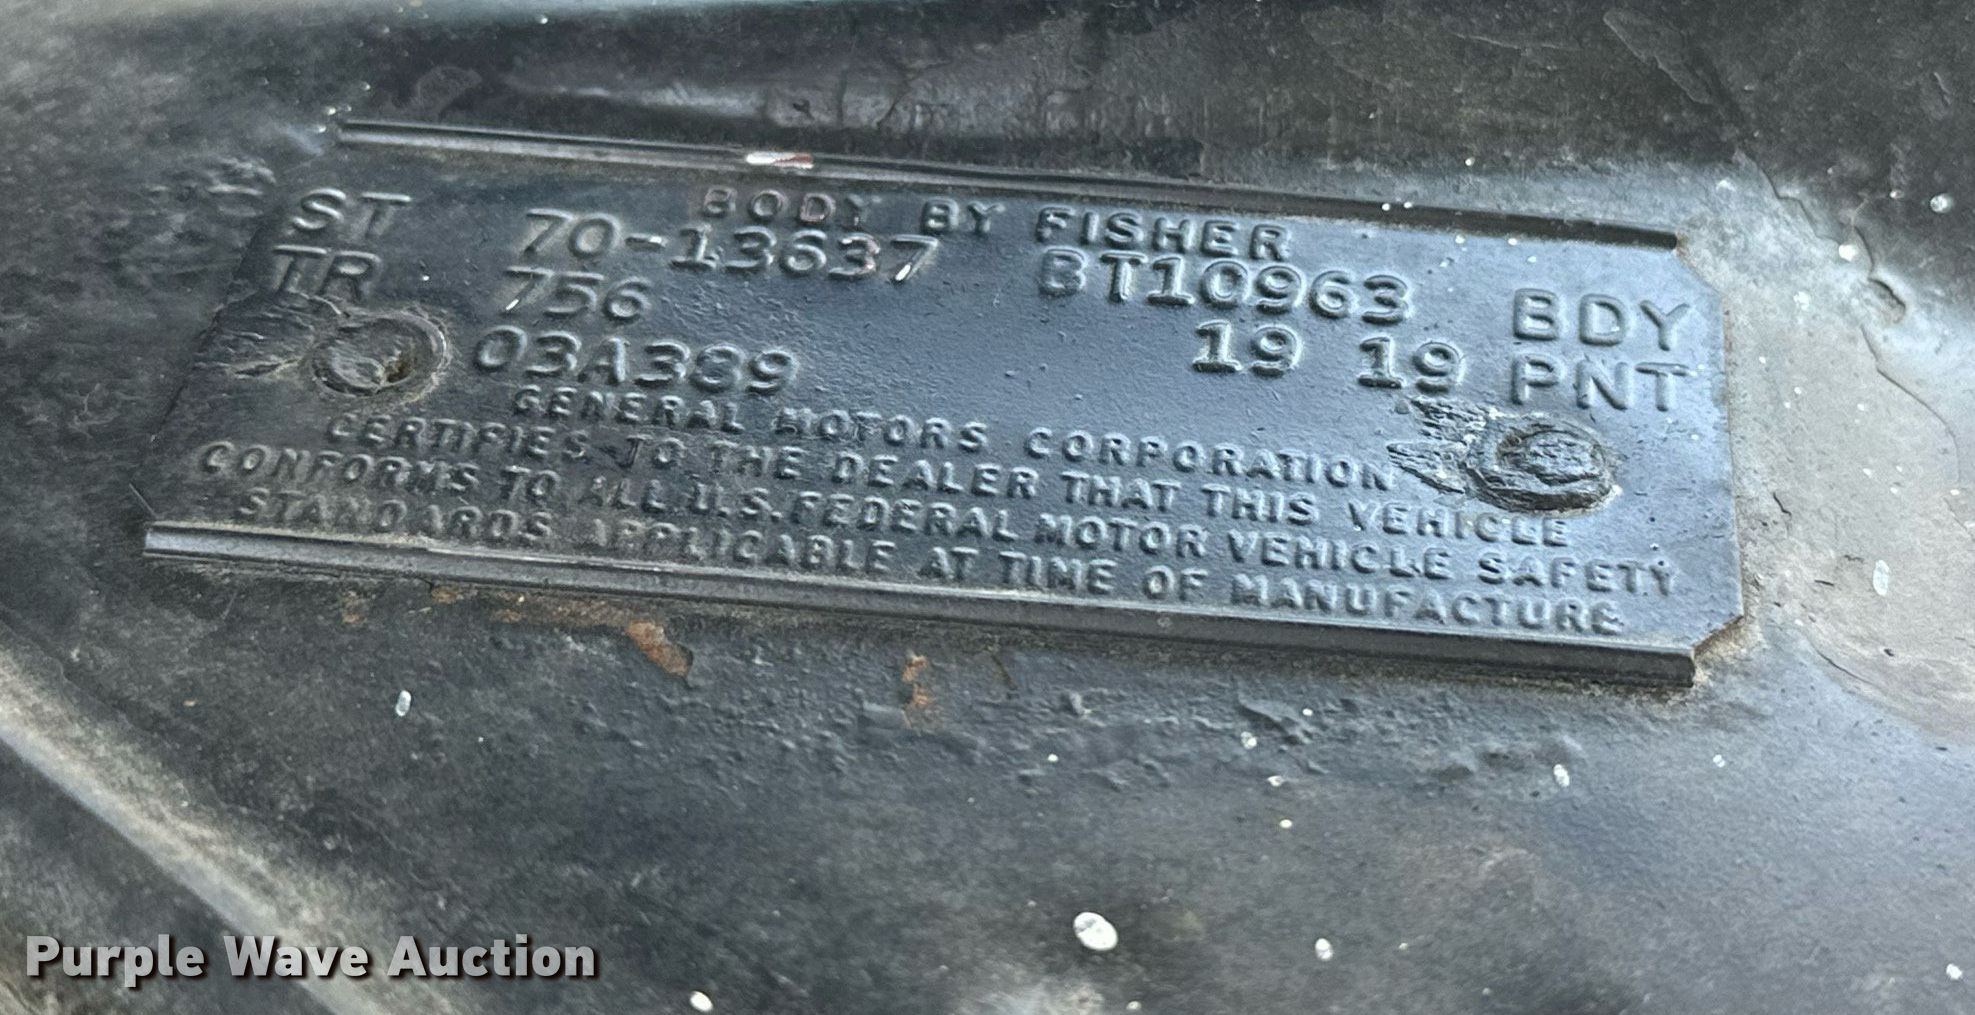 BODY BY FISHER
ST 70-13637 BT10963 BDY
TR 756 19 19 PNT
03A389
GENERAL MOTORS CORPORATION
CERTIFIES TO THE DEALER THAT THIS VEHICLE
CONFORMS TO ALL U.S. FEDERAL MOTOR VEHICLE SAFETY
STANDARDS APPLICABLE AT TIME OF MANUFACTURE
Purple Wave Auction